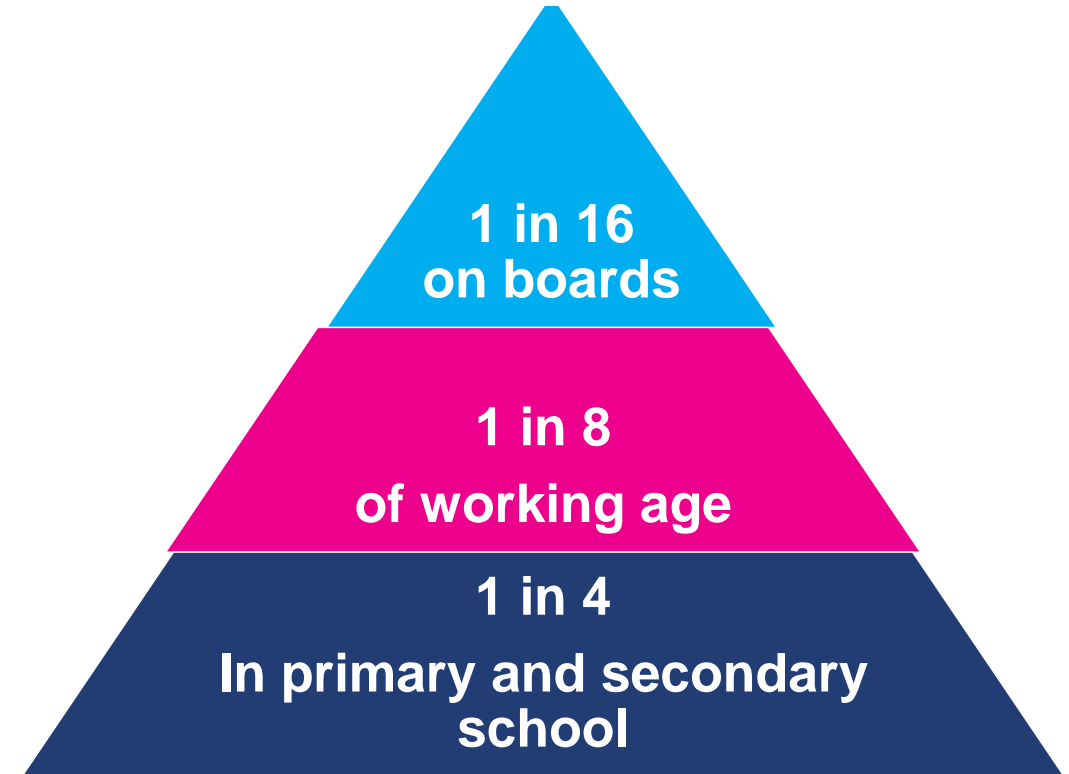 1 in 16
on boards
1 in 8
of working age
1 in 4
In primary and secondary
school